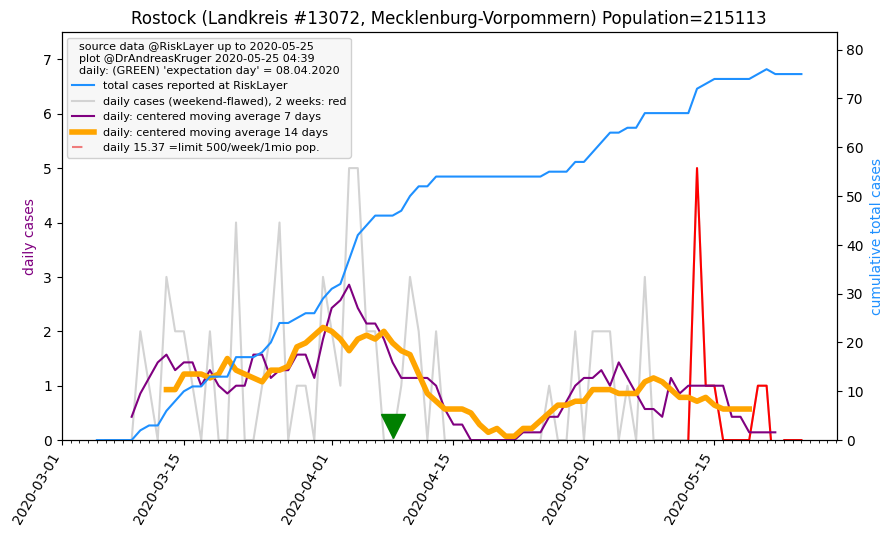 Rostock (Landkreis #13072, Mecklenburg-Vorpommern) Population=215113
source data @RiskLayer up to 2020-05-25
plot @DrAndreasKruger 2020-05-25 04:39
daily: (GREEN) 'expectation day' = 08.04.2020
total cases reported at RiskLayer
daily cases (weekend-flawed), 2 weeks: red
daily: centered moving average 7 days
daily: centered moving average 14 days
daily 15.37 =limit 500/week/1mio pop.
daily cases
7
6
5
4
3
2
1
0
cumulative total cases
80
70
60
50
40
30
20
10
0
2020-03-01
2020-03-15
2020-04-01
2020-04-15
2020-05-01
2020-05-15